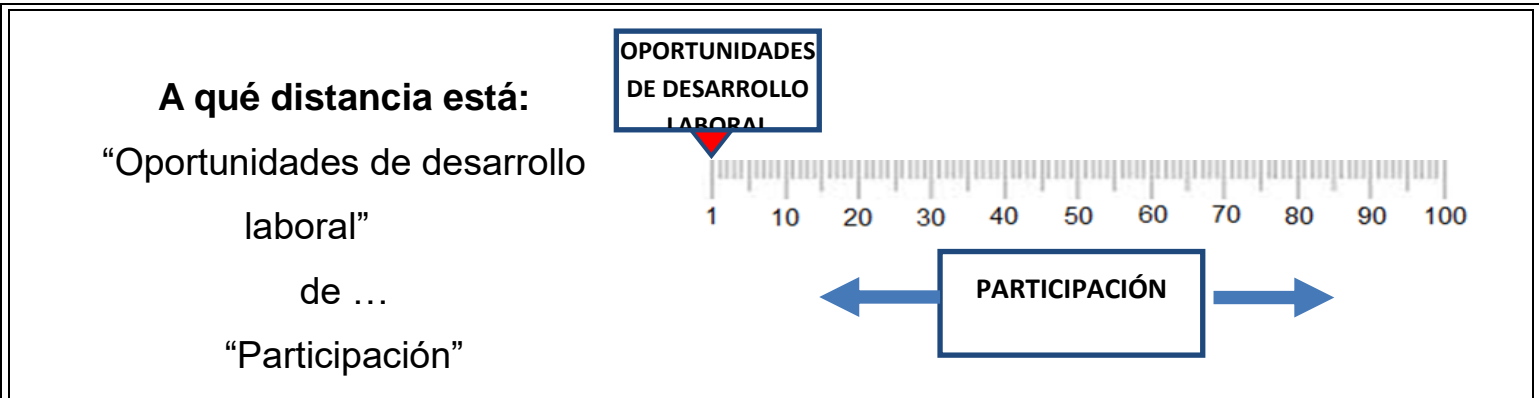 A qué distancia está:
“Oportunidades de desarrollo
laboral”
de …
“Participación”
OPORTUNIDADES
DE DESARROLLO
LABORAL
1 10 20 30 40 50 60 70 80 90 100
PARTICIPACIÓN